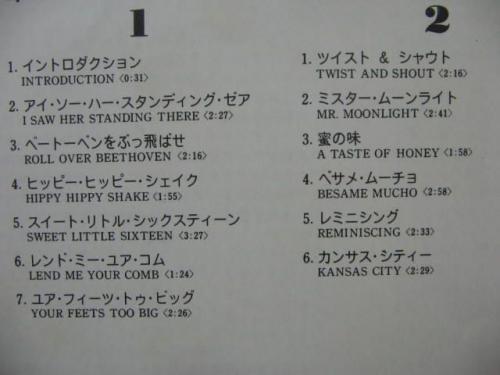 1
1. イントロダクション
INTRODUCTION〈0:31〉
2. アイ・ソー・ハー・スタンディング・ゼア
I SAW HER STANDING THERE〈2:27〉
3. ベートーベンをぶっ飛ばせ
ROLL OVER BEETHOVEN〈2:16〉
4. ヒッピー・ヒッピー・シェイク
HIPPY HIPPY SHAKE〈1:55〉
5. スイート・リトル・シックスティーン
SWEET LITTLE SIXTEEN〈3:27〉
6. レンド・ミー・ユア・コム
LEND ME YOUR COMB〈1:24〉
7. ユア・フィーツ・トゥ・ビッグ
YOUR FEETS TOO BIG〈2:26〉
2
1. ツイスト & シャウト
TWIST AND SHOUT〈2:16〉
2. ミスター・ムーンライト
MR. MOONLIGHT〈2:41〉
3. 蜜の味
A TASTE OF HONEY〈1:58〉
4. ベサメ・ムーチョ
BESAME MUCHO〈2:58〉
5. レミニシング
REMINISCING〈2:33〉
6. カンサス・シティー
KANSAS CITY〈2:29〉